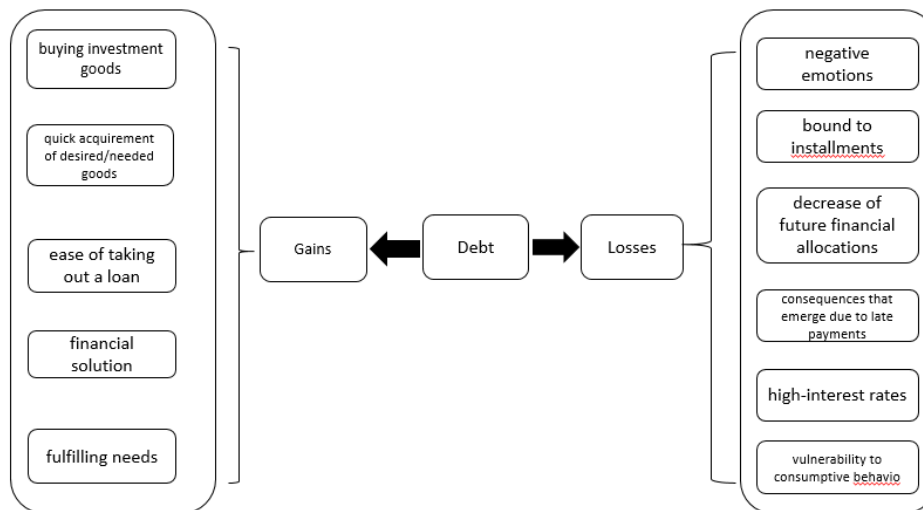 buying investment
goods
quick acquirement
of desired/needed
goods
ease of taking
out a loan
financial
solution
fulfilling needs
Gains
Debt
Losses
negative
emotions
bound to
installments
decrease of
future financial
allocations
consequences that
emerge due to late
payments
high-interest rates
vulnerability to
consumptive behavio